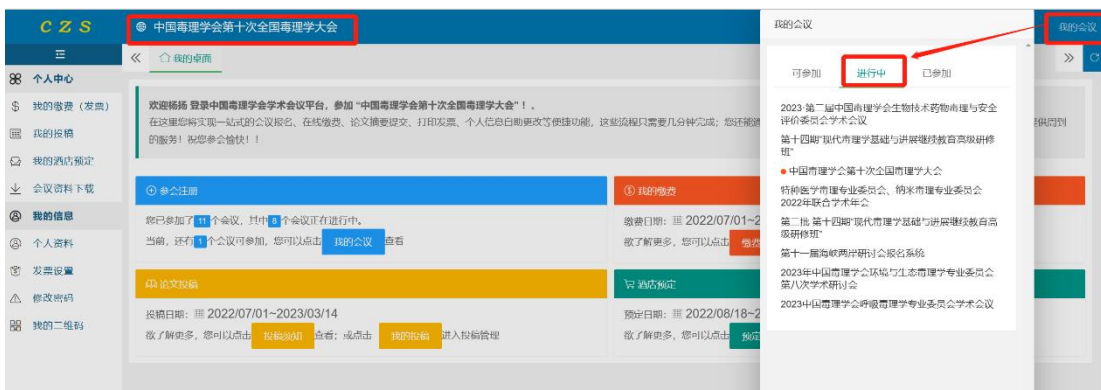 CZS
中国毒理学会第十次全国毒理学大会
我的会议
我的桌面
个人中心
我的缴费（发票）
我的投稿
我的酒店预定
会议资料下载
我的信息
个人资料
发票设置
修改密码
我的二维码
欢迎杨扬 登录中国毒理学会学术会议平台，参加 "中国毒理学会第十次全国毒理学大会"！.
在这里您将实现一站式的会议报名、在线缴费、论文摘要提交、打印发票、个人信息自助更改等便捷功能，这些流程只需要几分钟完成；您还能
的服务！祝您参会愉快！！
参会注册
您已参加了 11 个会议，其中 8 个会议正在进行中。
当前，还有 1 个会议可参加，您可以点击 我的会议 查看
我的缴费
缴费日期： 2022/07/01~2
欲了解更多，您可以点击 缴费
论文投稿
投稿日期： 2022/07/01~2023/03/14
欲了解更多，您可以点击 投稿须知 查看；或点击 我的投稿 进入投稿管理
酒店预定
预定日期： 2022/08/18~2
欲了解更多，您可以点击 预定
我的会议
可参加 进行中 已参加
2023·第二届中国毒理学会生物技术药物毒理与安全
评价委员会学术会议
第十四期"现代毒理学基础与进展继续教育高级研修
班"
中国毒理学会第十次全国毒理学大会
特种医学毒理专业委员会、纳米毒理专业委员会
2022年联合学术年会
第二批 第十四期"现代毒理学基础与进展继续教育高
级研修班"
第十一届海峡两岸研讨会报名系统
2023年中国毒理学会环境与生态毒理学专业委员会
第八次学术研讨会
2023中国毒理学会呼吸毒理学专业委员会学术会议